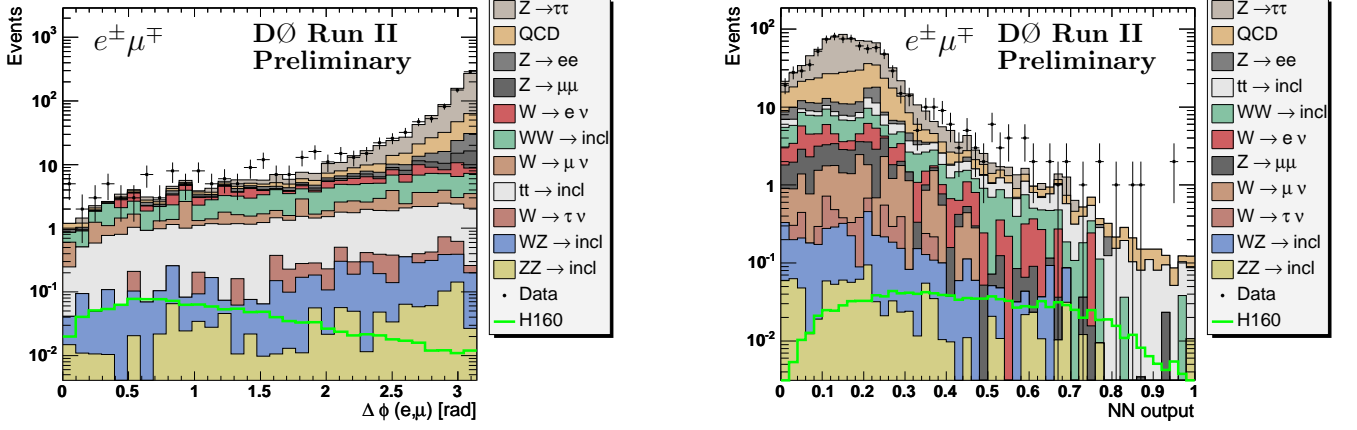 Events
10³
10²
10
1
10⁻¹
10⁻²
e±μ∓
DØ Run II
Preliminary
0 0.5 1 1.5 2 2.5 3
Δ ϕ (e,μ) [rad]
Z →ττ
QCD
Z → ee
Z → μμ
W → e ν
WW → incl
W → μ ν
tt → incl
W → τ ν
WZ → incl
ZZ → incl
Data
H160
Events
10²
10
1
10⁻¹
10⁻²
e±μ∓
DØ Run II
Preliminary
0 0.1 0.2 0.3 0.4 0.5 0.6 0.7 0.8 0.9 1
NN output
Z →ττ
QCD
Z → ee
tt → incl
WW → incl
W → e ν
Z → μμ
W → μ ν
W → τ ν
WZ → incl
ZZ → incl
Data
H160